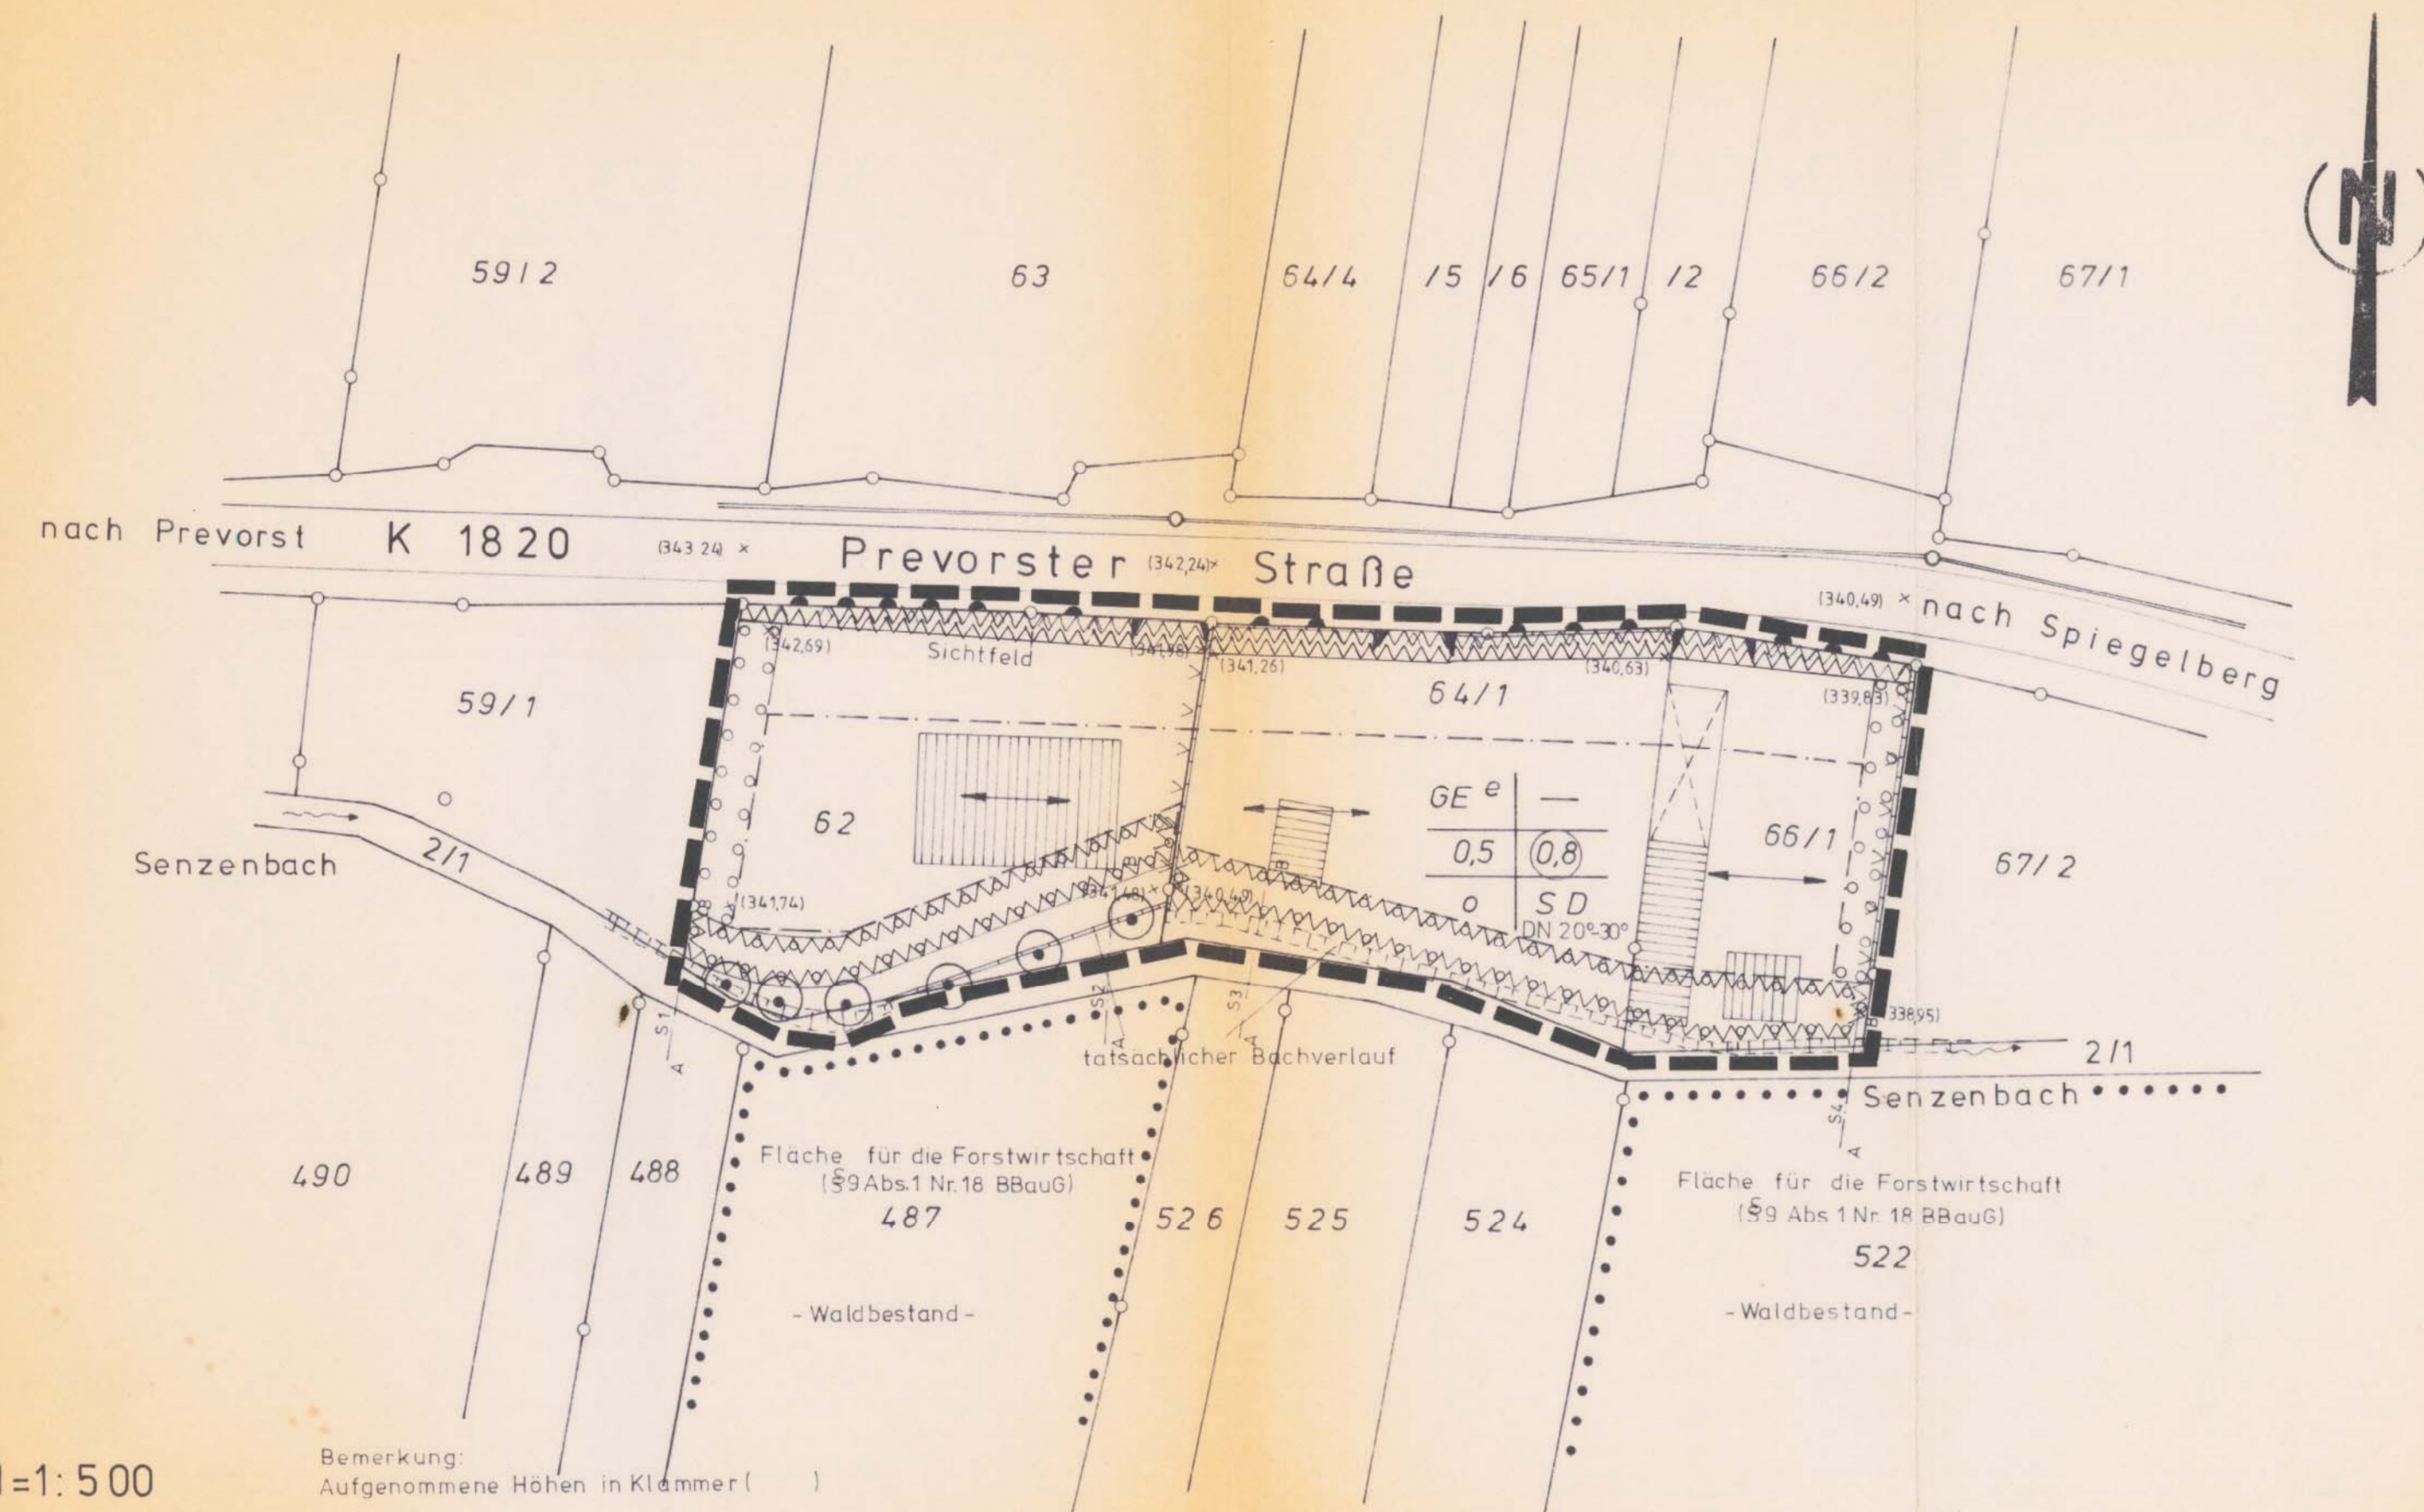 N
59/2
63
64/4
/5
/6
65/1
/2
66/2
67/1
nach Prevorst K 1820
(343 24)
Prevorster
(342,24)
Straße
(340,49)
nach Spiegelberg
(342,69)
Sichtfeld
(341,26)
(340,63)
(339,83)
59/1
64/1
62
GE e —
0,5 0,8
o SD
DN 20°-30°
66/1
67/2
2/1
Senzenbach
(341,74)
(340,49)
338,95)
S1
A
S2
A
S3
A
tatsächlicher Bachverlauf
2/1
Senzenbach
S4
A
490
489
488
Fläche für die Forstwirtschaft
(§9 Abs.1 Nr.18 BBauG)
487
- Waldbestand -
526
525
524
Fläche für die Forstwirtschaft
(§9 Abs 1 Nr. 18 BBauG)
522
- Waldbestand -
=1:500
Bemerkung:
Aufgenommene Höhen in Klammer ( )